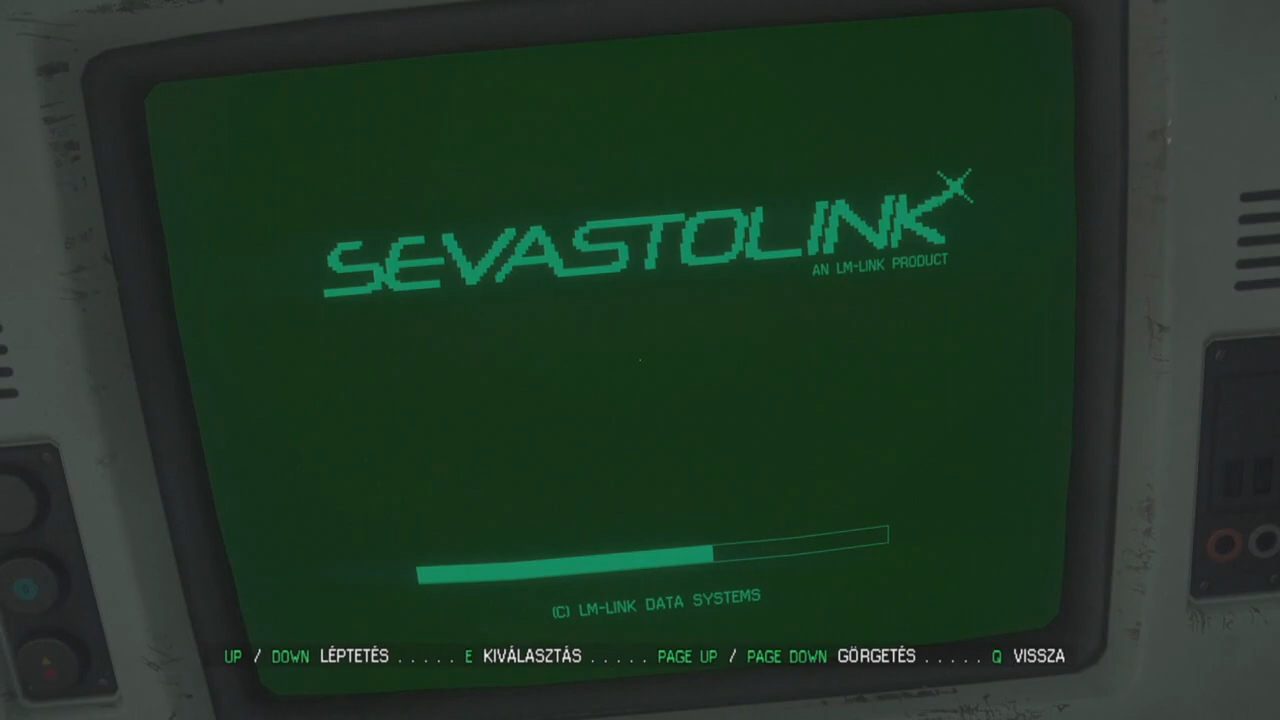 SEVASTOLINK
AN LM-LINK PRODUCT
(C) LM-LINK DATA SYSTEMS
UP / DOWN LÉPTETÉS ..... E KIVÁLASZTÁS ..... PAGE UP / PAGE DOWN GÖRGETÉS ..... Q VISSZA